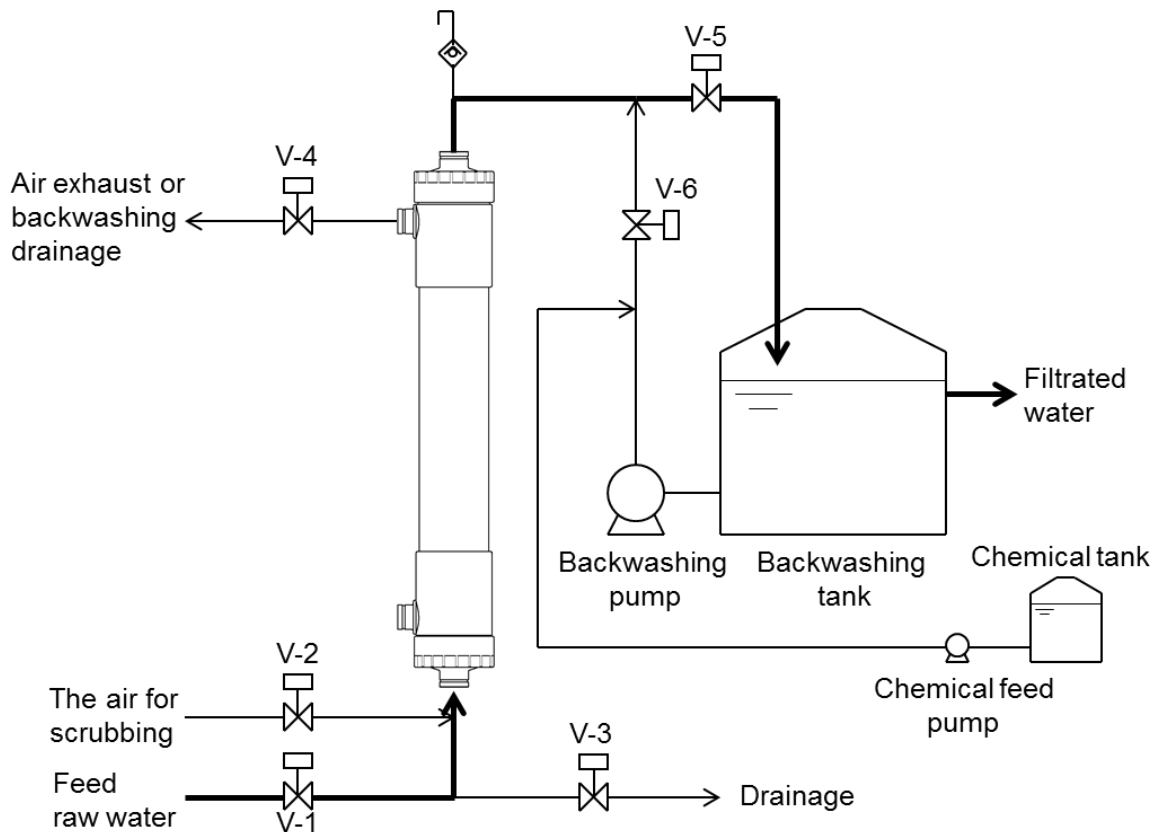 V-5
V-4
Air exhaust or
backwashing
drainage
V-6
Filtrated
water
Backwashing
pump
Backwashing
tank
Chemical tank
V-2
The air for
scrubbing
Chemical feed
pump
V-3
Feed
raw water
V-1
Drainage